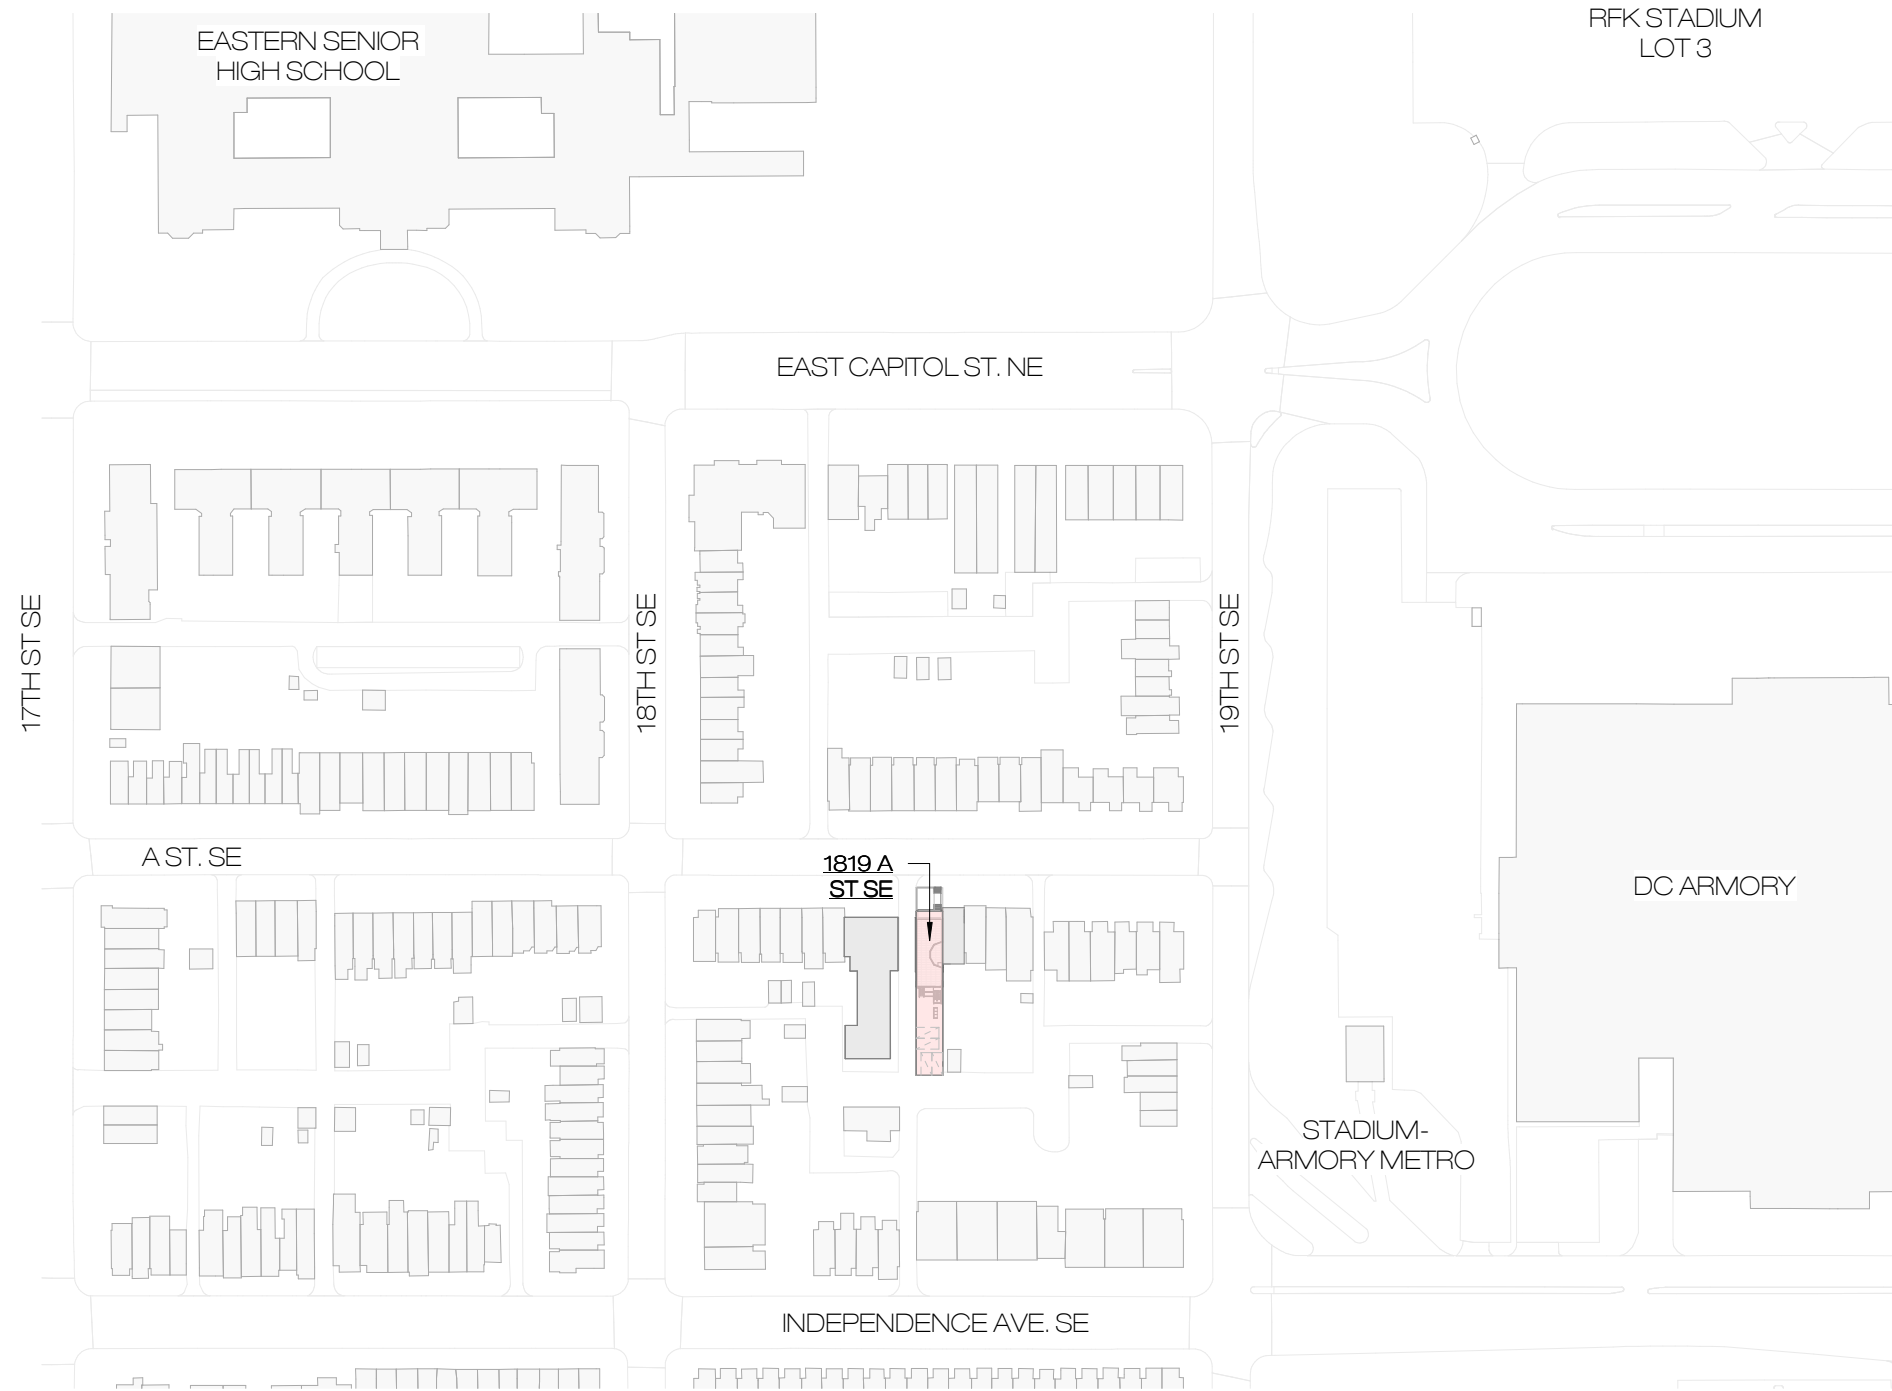 EASTERN SENIOR
HIGH SCHOOL
RFK STADIUM
LOT 3
EAST CAPITOL ST. NE
17TH ST SE
18TH ST SE
19TH ST SE
A ST. SE
1819 A
ST SE
DC ARMORY
STADIUM-
ARMORY METRO
INDEPENDENCE AVE. SE